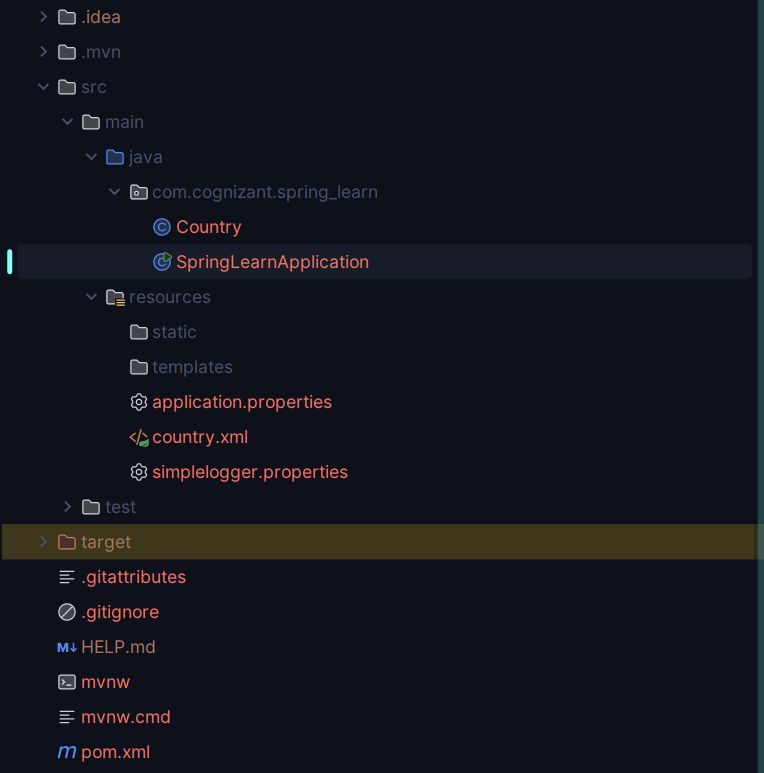 .idea
.mvn
src
main
java
com.cognizant.spring_learn
Country
SpringLearnApplication
resources
static
templates
application.properties
country.xml
simplelogger.properties
test
target
.gitattributes
.gitignore
M↓ HELP.md
mvnw
mvnw.cmd
m pom.xml